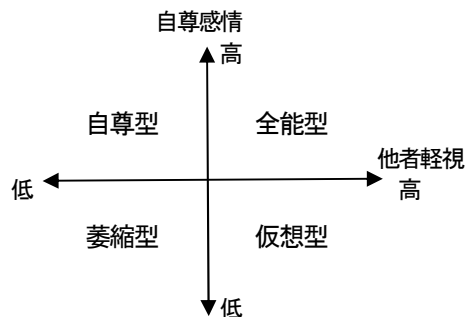 自尊感情
高
自尊型 全能型
他者軽視
低 高
萎縮型 仮想型
低